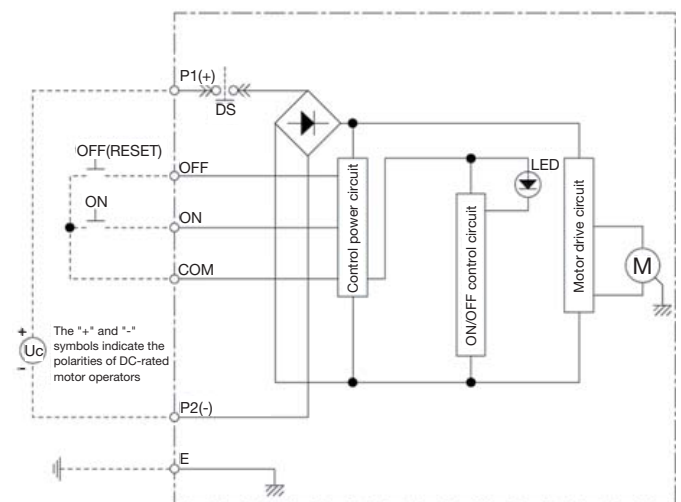 P1(+)
DS
OFF(RESET)
OFF
ON
ON
COM
Control power circuit
ON/OFF control circuit
LED
Motor drive circuit
M
+
Uc
-
The "+" and "-"
symbols indicate the
polarities of DC-rated
motor operators
P2(-)
E